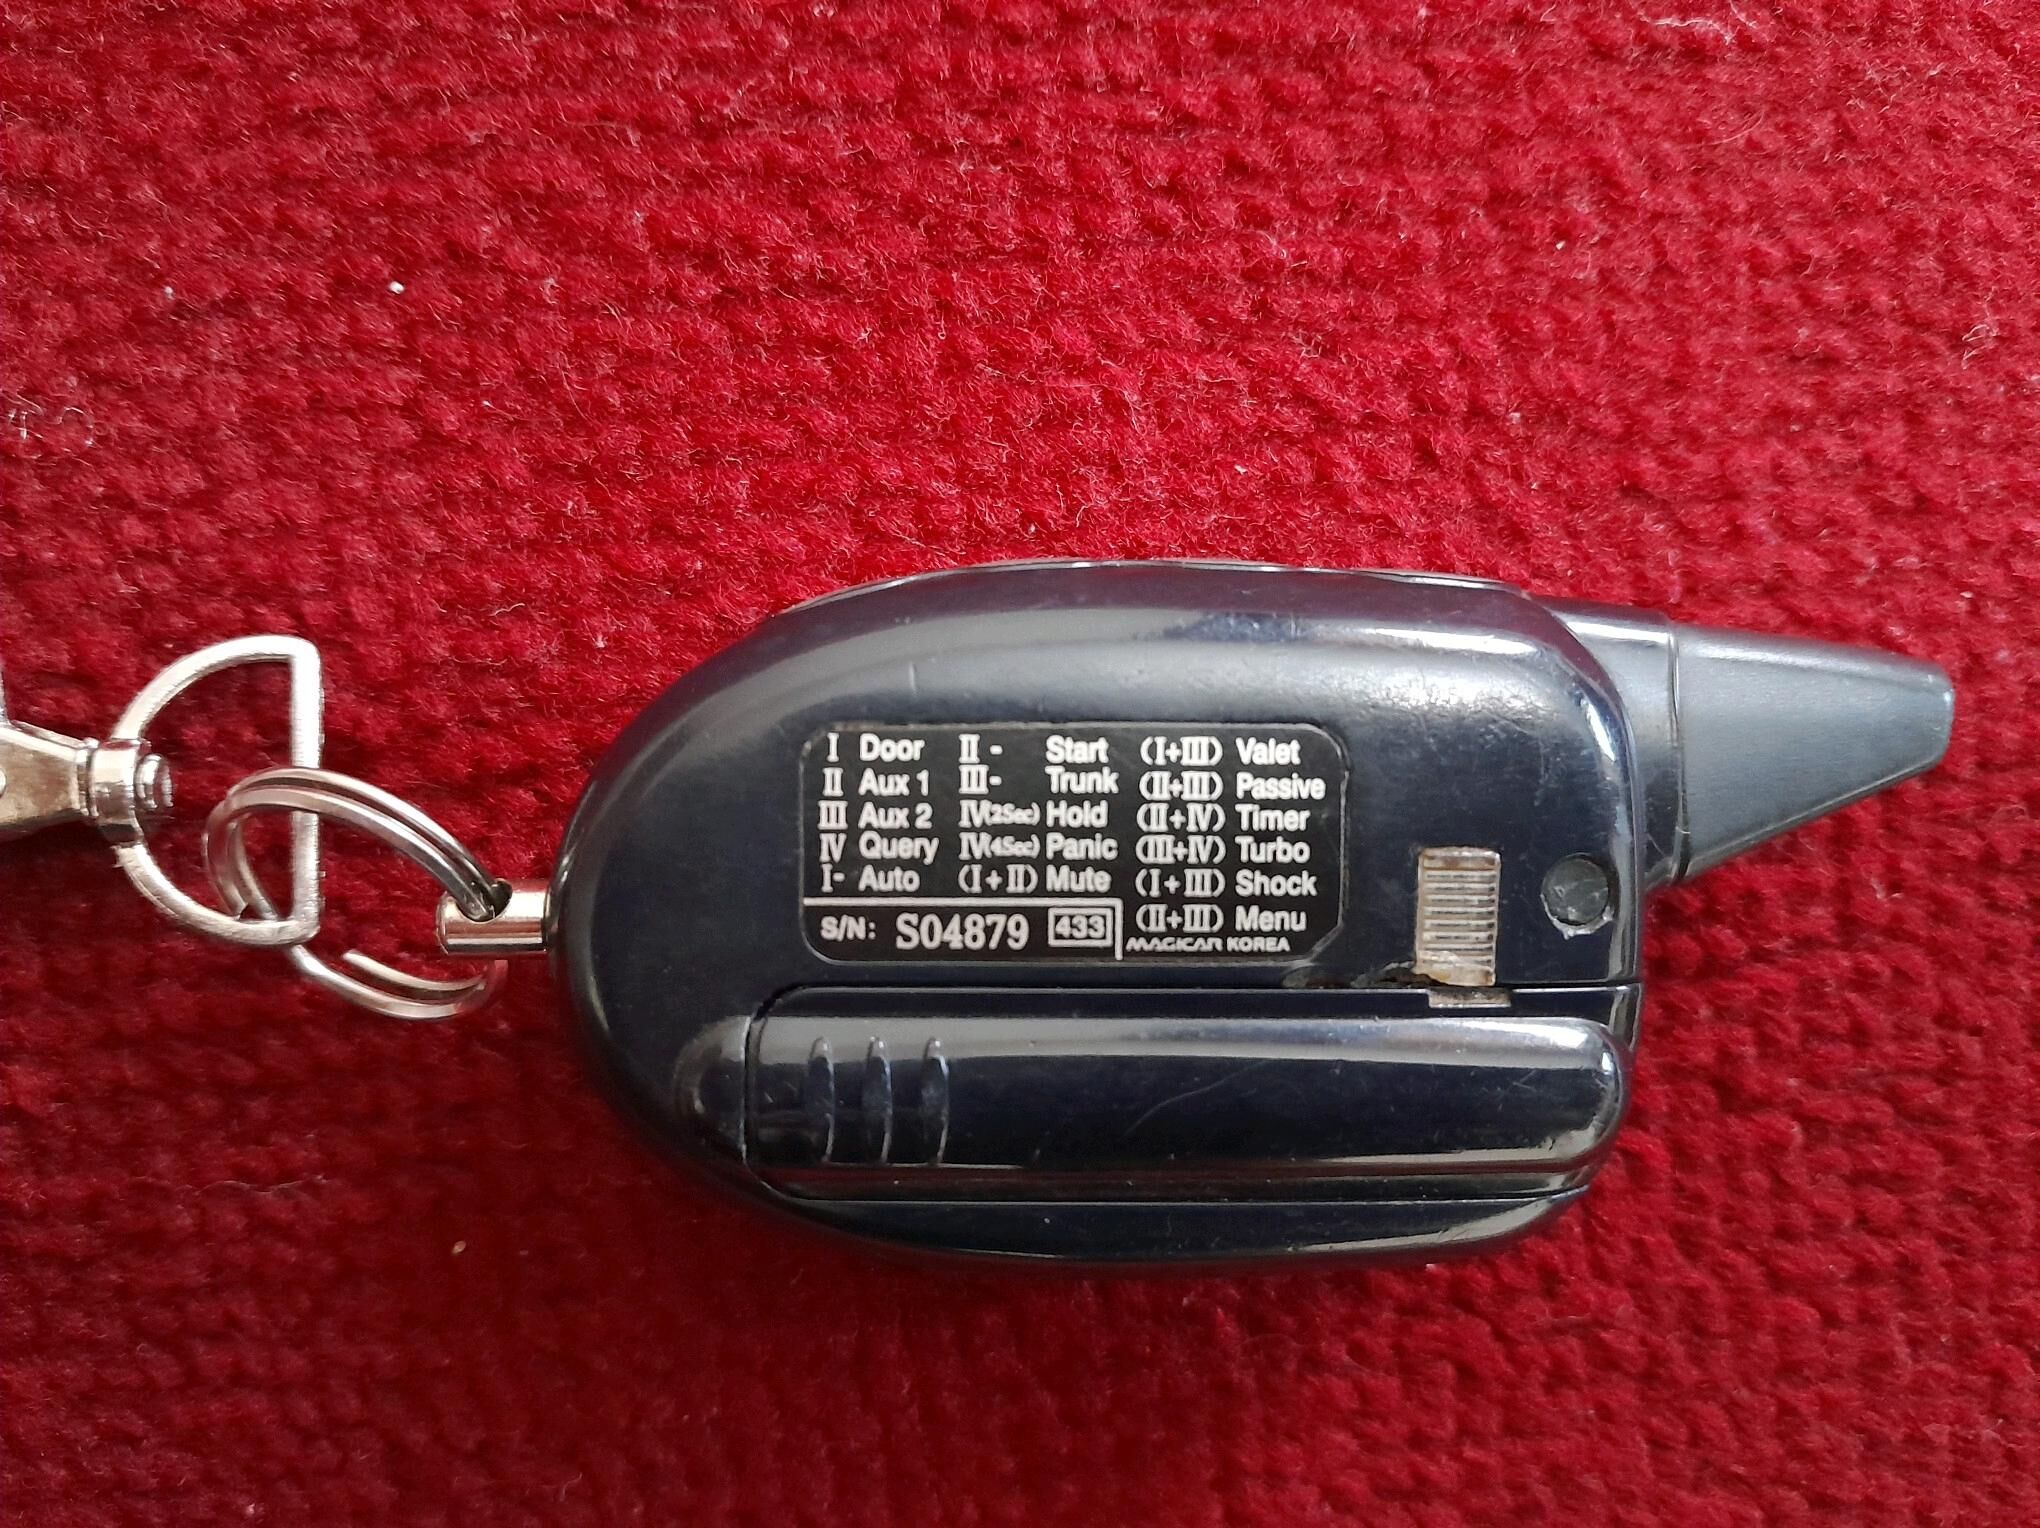 I Door II - Start (I+III) Valet
II Aux 1 III- Trunk (II+III) Passive
III Aux 2 IV(2Sec) Hold (II+IV) Timer
IV Query IV(4Sec) Panic (III+IV) Turbo
I- Auto (I+II) Mute (I+III) Shock
S/N: S04879 433 (II+III) Menu
MAGICAR KOREA